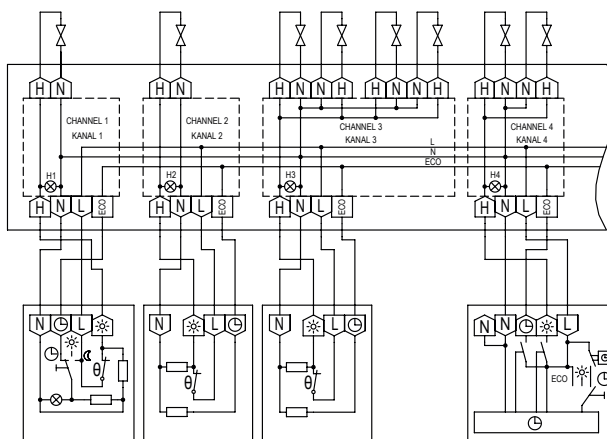 H N H N H N N H H N N H H N N H
CHANNEL 1
KANAL 1
CHANNEL 2
KANAL 2
CHANNEL 3
KANAL 3
CHANNEL 4
KANAL 4
L
N
ECO
H1 H2 H3 H4
H N L ECO H N L ECO H N L ECO H N L ECO
N L N L N L N N L
θ θ θ
ECO